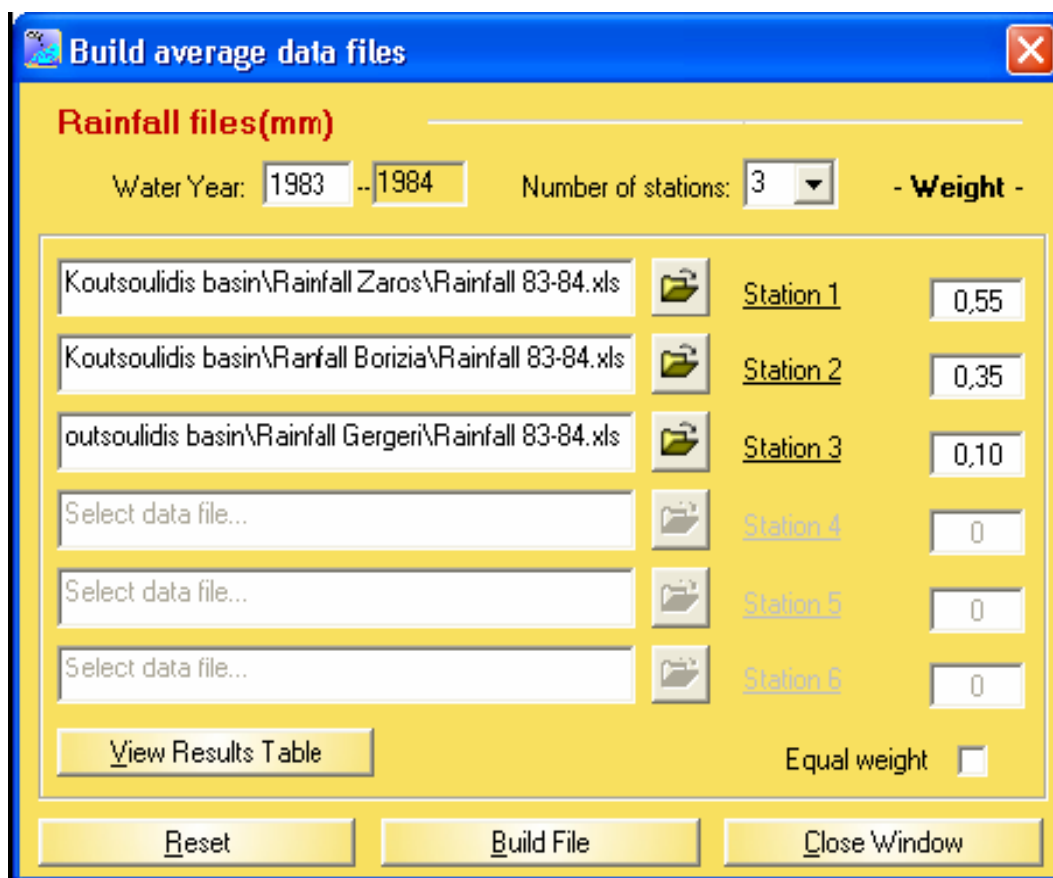 Build average data files
Rainfall files(mm)
Water Year: 1983 -- 1984 Number of stations: 3 - Weight -
Koutsoulidis basin\Rainfall Zaros\Rainfall 83-84.xls Station 1 0,55
Koutsoulidis basin\Ranfall Borizia\Rainfall 83-84.xls Station 2 0,35
outsoulidis basin\Rainfall Gergeri\Rainfall 83-84.xls Station 3 0,10
Select data file... Station 4 0
Select data file... Station 5 0
Select data file... Station 6 0
View Results Table Equal weight
Reset Build File Close Window